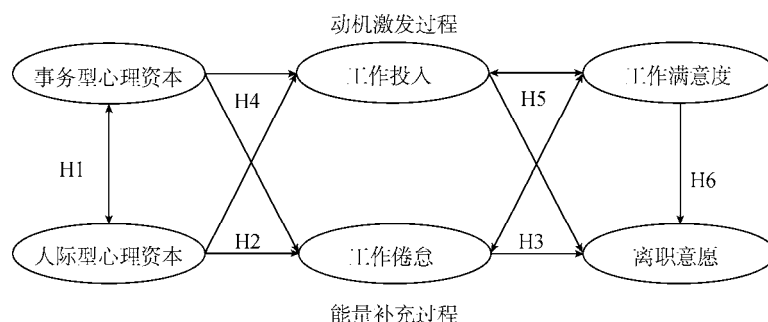 动机激发过程
事务型心理资本
工作投入
工作满意度
H4
H5
H1
H6
H2
H3
人际型心理资本
工作倦怠
离职意愿
能量补充过程